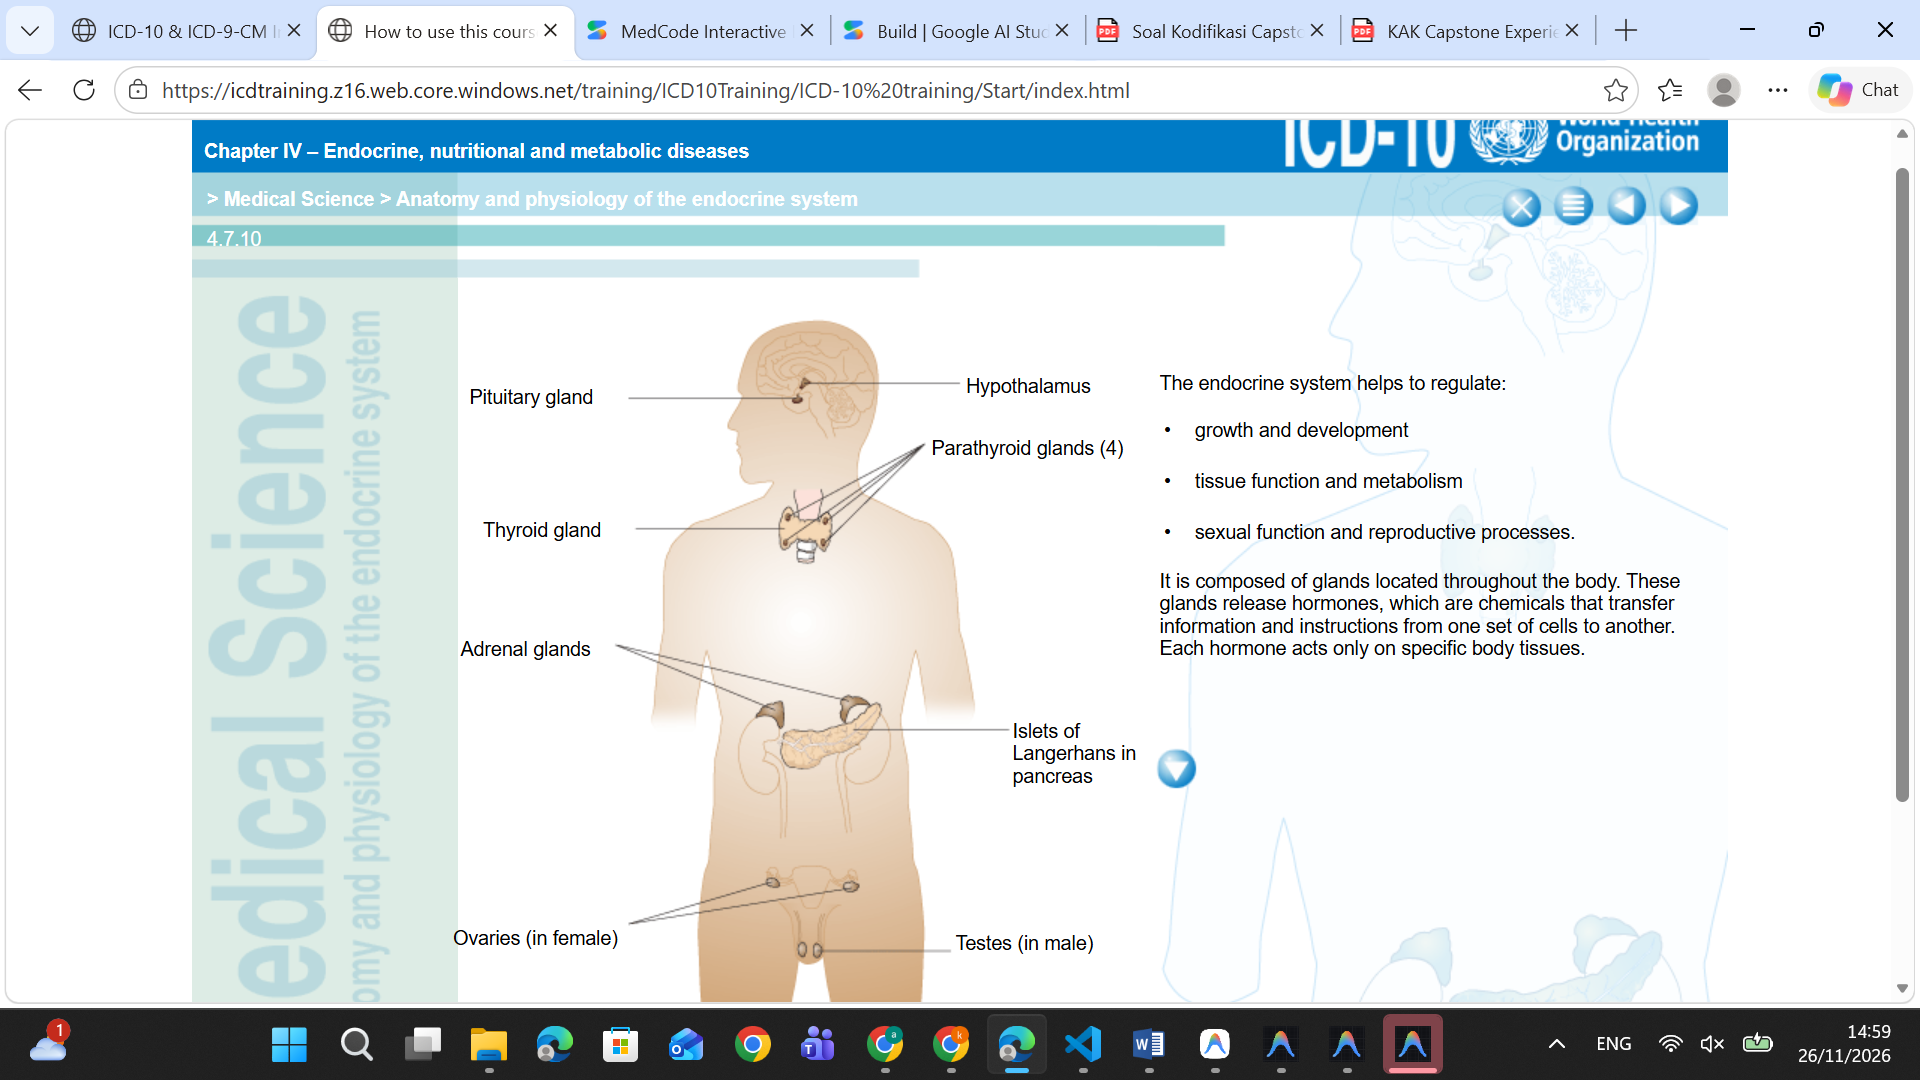 ICD-10 & ICD-9-CM I
How to use this cours
MedCode Interactive
Build | Google AI Stud
Soal Kodifikasi Capsto
KAK Capstone Experie
https://icdtraining.z16.web.core.windows.net/training/ICD10Training/ICD-10%20training/Start/index.html
Chat
Chapter IV – Endocrine, nutritional and metabolic diseases
ICD-10
World Health
Organization
> Medical Science > Anatomy and physiology of the endocrine system
4.7.10
edical Science
omy and physiology of the endocrine system
Pituitary gland
Hypothalamus
Parathyroid glands (4)
Thyroid gland
Adrenal glands
Islets of
Langerhans in
pancreas
Ovaries (in female)
Testes (in male)
The endocrine system helps to regulate:
• growth and development
• tissue function and metabolism
• sexual function and reproductive processes.
It is composed of glands located throughout the body. These
glands release hormones, which are chemicals that transfer
information and instructions from one set of cells to another.
Each hormone acts only on specific body tissues.
1
ENG
14:59
26/11/2026